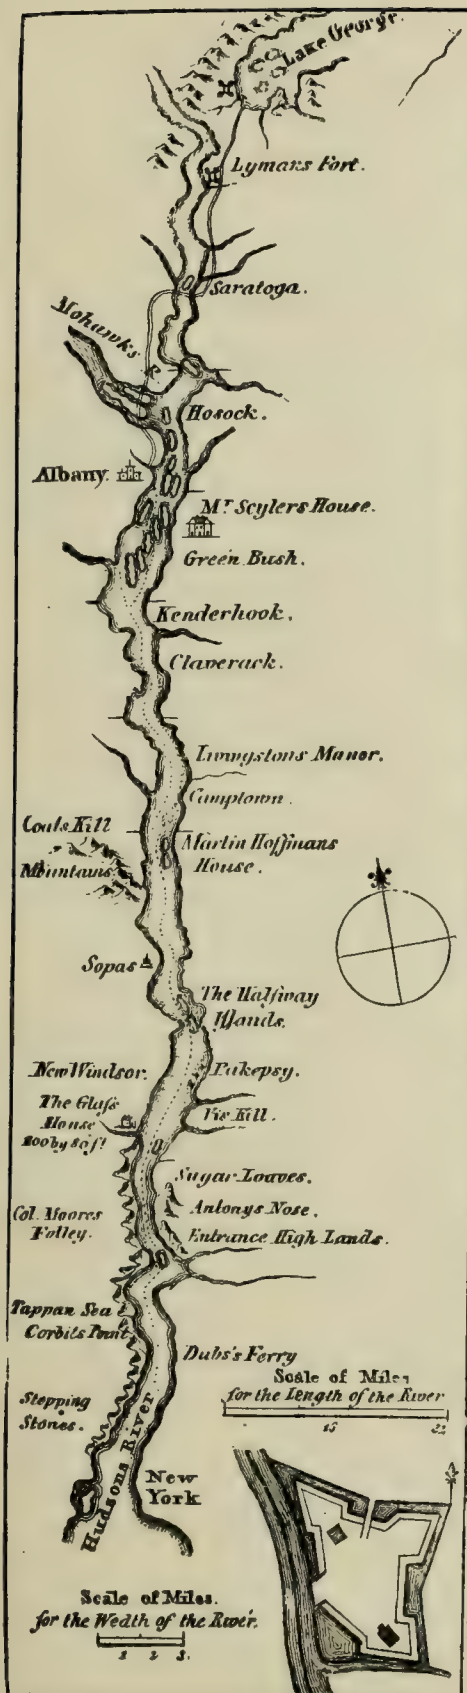 Lake George.
Lymans Fort.
Saratoga.
Mohawks R.
Hosock.
Albany.
Mr Scylers House.
Green Bush.
Kenderhook.
Claverack.
Livingstons Manor.
Camptown.
Coats Kill
Mountains
Martin Hoffmans
House.
Sopas
The Halfway
Islands.
New Windsor.
Pakepsy.
The Glass
House
Vis Kill.
Sugar Loaves.
Col. Moores
Folley.
Antonys Nose.
Entrance High Lands.
Tappan Sea
Corbits Point
Dubs's Ferry
Scale of Miles
for the Length of the River
15
22
Stepping
Stones.
Hudsons River
New
York
Scale of Miles.
for the Wedth of the River.
1 2 3.